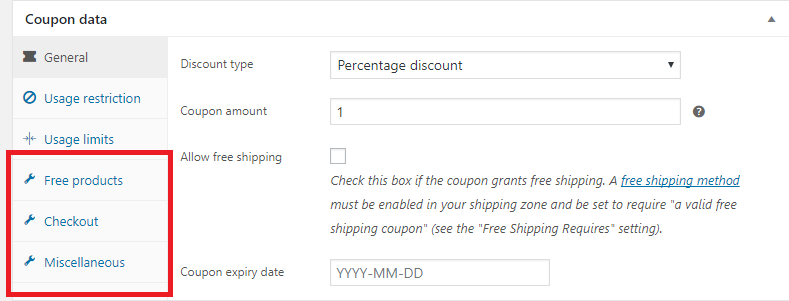 Coupon data
General
Usage restriction
Usage limits
Free products
Checkout
Miscellaneous
Discount type
Percentage discount
Coupon amount
1
?
Allow free shipping
Check this box if the coupon grants free shipping. A free shipping method
must be enabled in your shipping zone and be set to require "a valid free
shipping coupon" (see the "Free Shipping Requires" setting).
Coupon expiry date
YYYY-MM-DD